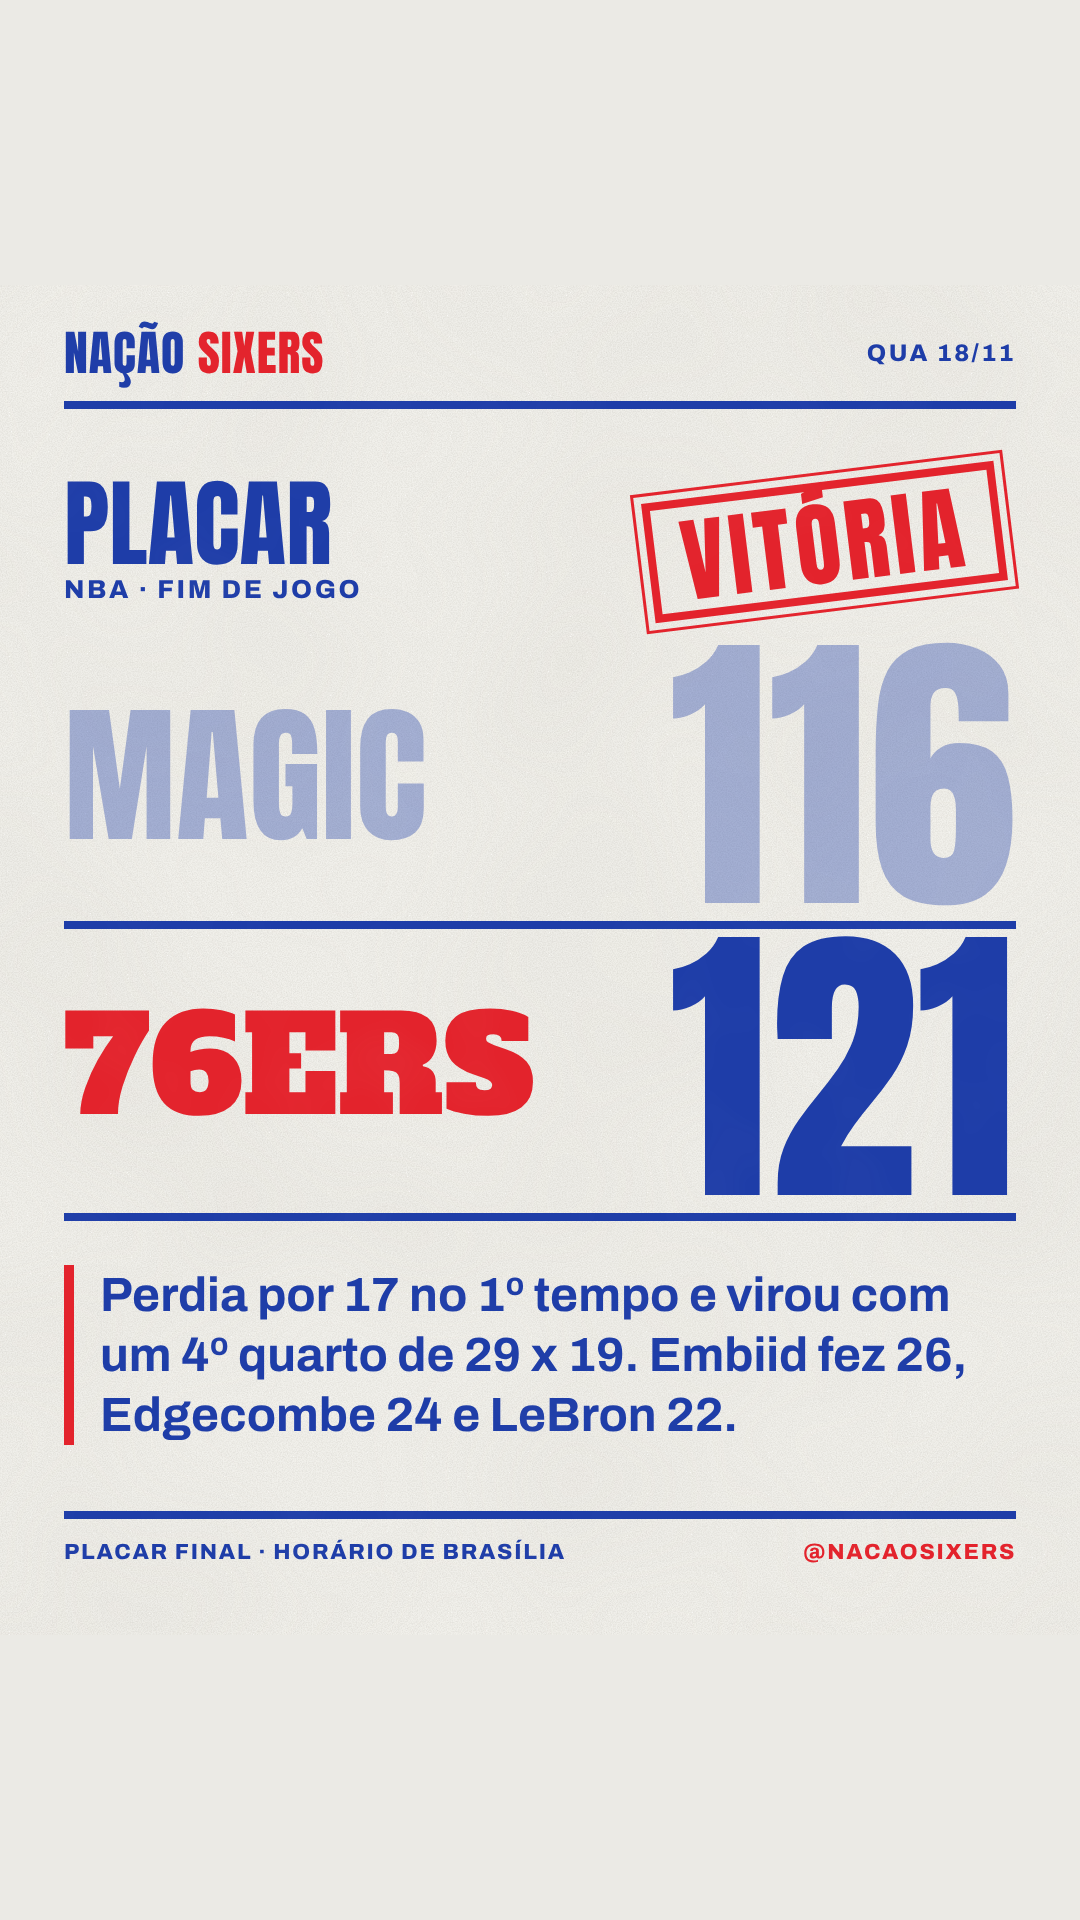 NAÇÃO SIXERS
QUA 18/11
PLACAR
NBA · FIM DE JOGO
VITÓRIA
MAGIC 116
76ERS 121
Perdia por 17 no 1º tempo e virou com
um 4º quarto de 29 x 19. Embiid fez 26,
Edgecombe 24 e LeBron 22.
PLACAR FINAL · HORÁRIO DE BRASÍLIA
@NACAOSIXERS